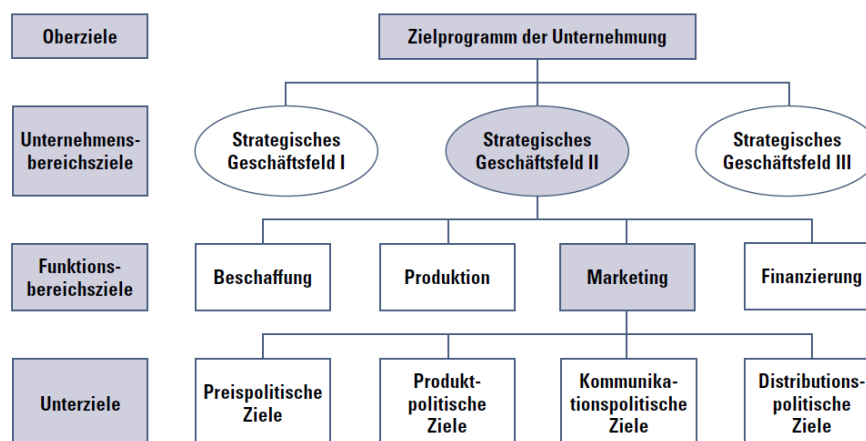 Oberziele
Zielprogramm der Unternehmung
Unternehmens-
bereichsziele
Strategisches
Geschäftsfeld I
Strategisches
Geschäftsfeld II
Strategisches
Geschäftsfeld III
Funktions-
bereichsziele
Beschaffung
Produktion
Marketing
Finanzierung
Unterziele
Preispolitische
Ziele
Produkt-
politische
Ziele
Kommunika-
tionspolitische
Ziele
Distributions-
politische
Ziele